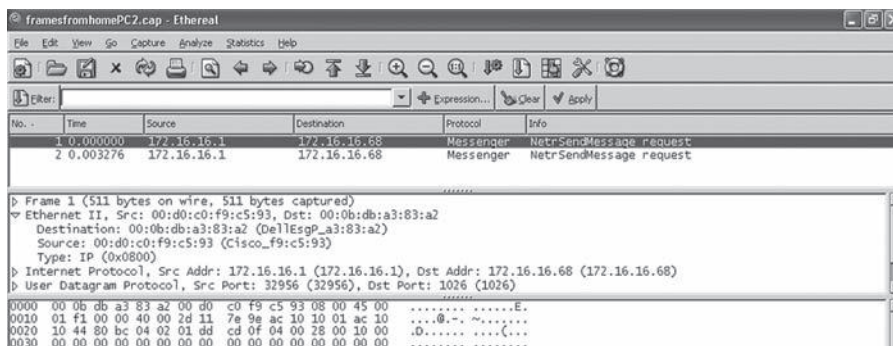 framesfromhomePC2.cap - Ethereal
File Edit View Go Capture Analyze Statistics Help
Filter: Expression... Clear Apply
No. . Time Source Destination Protocol Info
1 0.000000 172.16.16.1 172.16.16.68 Messenger NetrSendMessage request
2 0.003276 172.16.16.1 172.16.16.68 Messenger NetrSendMessage request
Frame 1 (511 bytes on wire, 511 bytes captured)
Ethernet II, Src: 00:d0:c0:f9:c5:93, Dst: 00:0b:db:a3:83:a2
Destination: 00:0b:db:a3:83:a2 (DellEsgP_a3:83:a2)
Source: 00:d0:c0:f9:c5:93 (Cisco_f9:c5:93)
Type: IP (0x0800)
Internet Protocol, Src Addr: 172.16.16.1 (172.16.16.1), Dst Addr: 172.16.16.68 (172.16.16.68)
User Datagram Protocol, Src Port: 32956 (32956), Dst Port: 1026 (1026)
0000 00 0b db a3 83 a2 00 d0 c0 f9 c5 93 08 00 45 00 ........ ......E.
0010 01 f1 00 00 40 00 2d 11 7e 9e ac 10 10 01 ac 10 ....@.-. ~.......
0020 10 44 80 bc 04 02 01 dd cd 0f 04 00 28 00 10 00 .D...... ....(...
0030 00 00 00 00 00 00 00 00 00 00 00 00 00 00 00 00